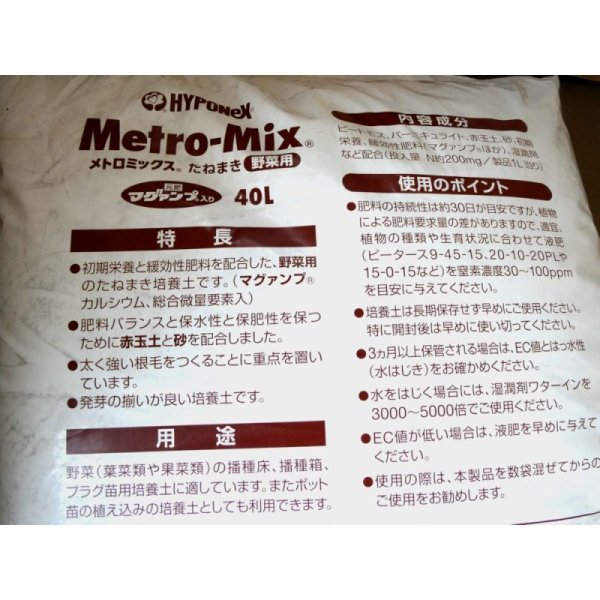 HYPONeX
Metro-Mix®
メトロミックス® たねまき 野菜用
元肥
マグァンプ®入り 40L
特長
●初期栄養と緩効性肥料を配合した、野菜用
のたねまき培養土です。(マグァンプ®
カルシウム、総合微量要素入)
●肥料バランスと保水性と保肥性を保つ
ために赤玉土と砂を配合しました。
●太く強い根毛をつくることに重点を置い
ています。
●発芽の揃いが良い培養土です。
用途
野菜(葉菜類や果菜類)の播種床、播種箱、
プラグ苗用培養土に適しています。またポット
苗の植え込みの培養土としても利用できます。
内容成分
ピートモス、バーミキュライト、赤玉土、砂、初期
栄養、緩効性肥料(マグァンプ®ほか)、湿潤剤
など配合(投入量 N約200mg/製品1L当り)
使用のポイント
●肥料の持続性は約30日が目安ですが、植物
による肥料要求量の差がありますので、適宜、
植物の種類や生育状況に合わせて液肥
(ピータース9-45-15、20-10-20PLや
15-0-15など)を窒素濃度30〜100ppm
を目安に与えてください。
●培養土は長期保存せず早めにご使用ください。
特に開封後は早めに使い切ってください。
●3ヵ月以上保管される場合は、EC値とはっ水性
(水はじき)をお確かめください。
●水をはじく場合には、湿潤剤ワターインを
3000〜5000倍でご使用ください。
●EC値が低い場合は、液肥を早めに与えて
ください。
●使用の際は、本製品を数袋混ぜてからの
ご使用をお勧めします。